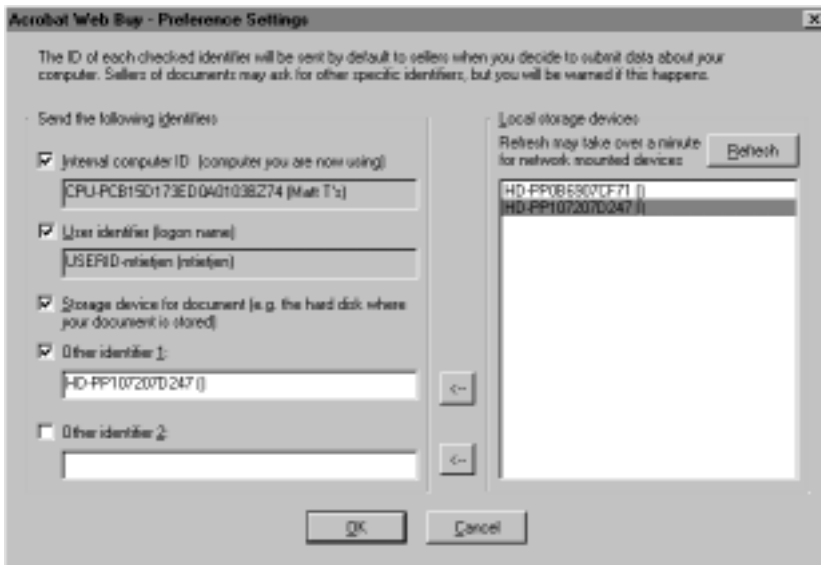 Acrobat Web Buy - Preference Settings
The ID of each checked identifier will be sent by default to sellers when you decide to submit data about your
computer. Sellers of documents may ask for other specific identifiers, but you will be warned if this happens.
Send the following identifiers
Internal computer ID (computer you are now using)
CPU-PCB15D173ED0A0103BZ74 (Matt T's)
User identifier (logon name)
USERID-mtietjen (mtietjen)
Storage device for document (e.g. the hard disk where
your document is stored)
Other identifier 1:
HD-PP107207D247 ()
Other identifier 2:
<--
<--
Local storage devices
Refresh may take over a minute
for network mounted devices
Refresh
HD-PP0B6907CF71 ()
HD-PP107207D247 ()
OK
Cancel